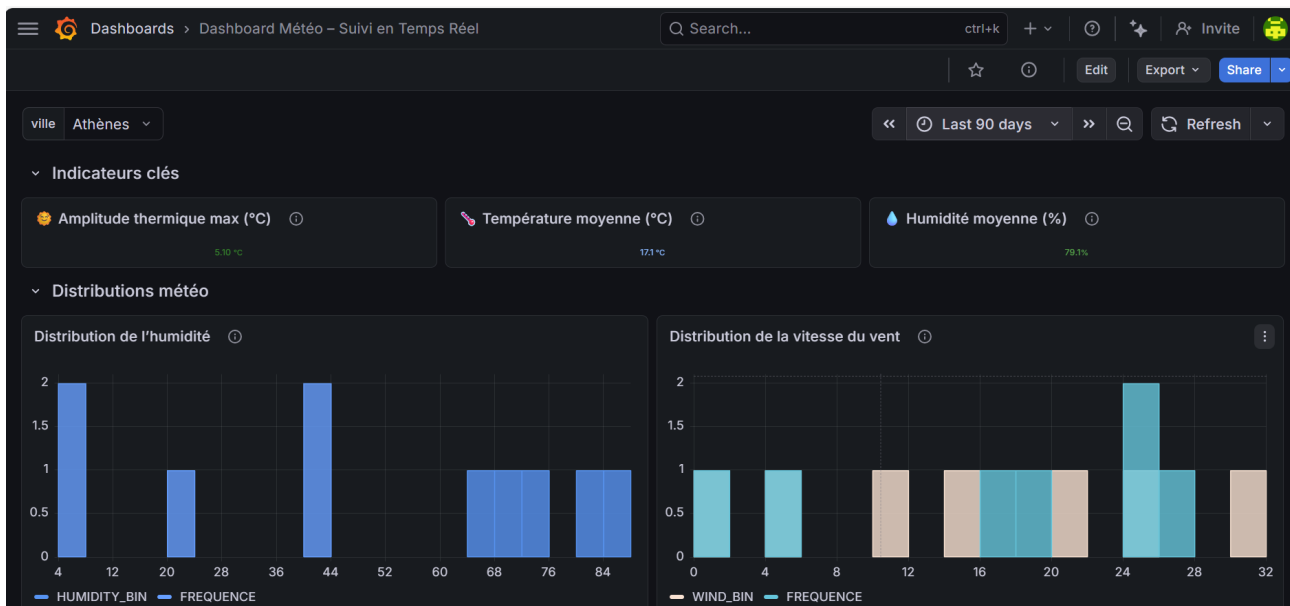 Dashboards › Dashboard Météo – Suivi en Temps Réel
Search...
ctrl+k
Invite
Edit
Export
Share
ville
Athènes
Last 90 days
Refresh
Indicateurs clés
Amplitude thermique max (°C)
5.10 °C
Température moyenne (°C)
17.1 °C
Humidité moyenne (%)
79.1%
Distributions météo
Distribution de l'humidité
2
1.5
1
0.5
0
4 12 20 28 36 44 52 60 68 76 84
HUMIDITY_BIN FREQUENCE
Distribution de la vitesse du vent
2
1.5
1
0.5
0
0 4 8 12 16 20 24 28 32
WIND_BIN FREQUENCE